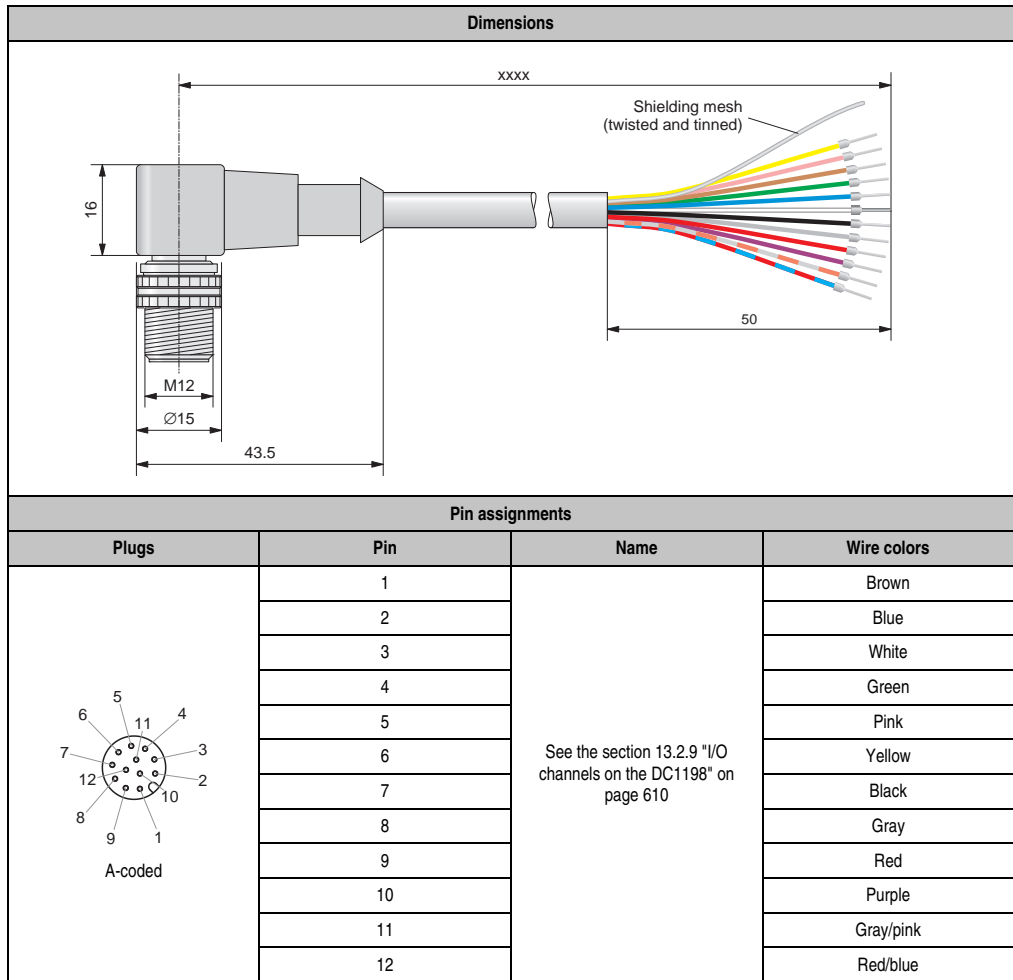 Dimensions
xxxx
Shielding mesh
(twisted and tinned)
16
50
M12
∅15
43.5
Pin assignments
Plugs Pin Name Wire colors
1 Brown
2 Blue
3 White
4 Green
5 Pink
6 Yellow
7 Black
8 Gray
9 Red
10 Purple
11 Gray/pink
12 Red/blue
See the section 13.2.9 "I/O
channels on the DC1198" on
page 610
5
11
4
6
3
7
12
2
10
8
9
1
A-coded